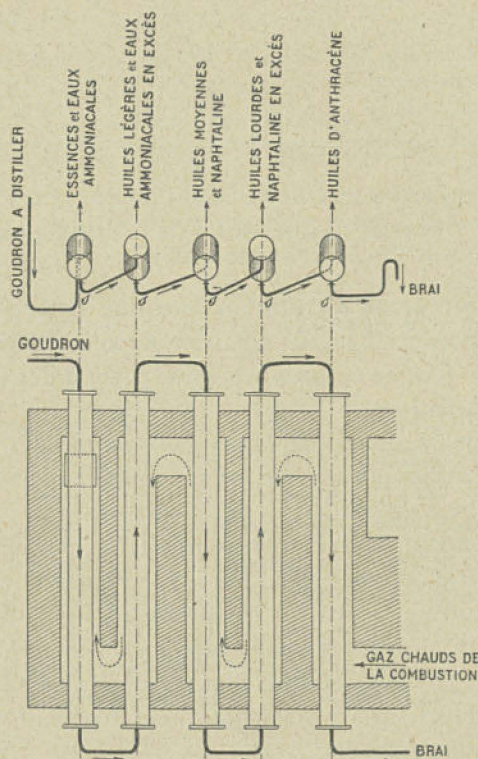 GOUDRON A DISTILLER
ESSENCES et EAUX
AMMONIACALES
HUILES LÉGÈRES et EAUX
AMMONIACALES EN EXCÈS
HUILES MOYENNES
et NAPHTALINE
HUILES LOURDES et
NAPHTALINE EN EXCÈS
HUILES D'ANTHRACÈNE
d
d
d
d
d
BRAI
GOUDRON
GAZ CHAUDS DE
LA COMBUSTION
BRAI